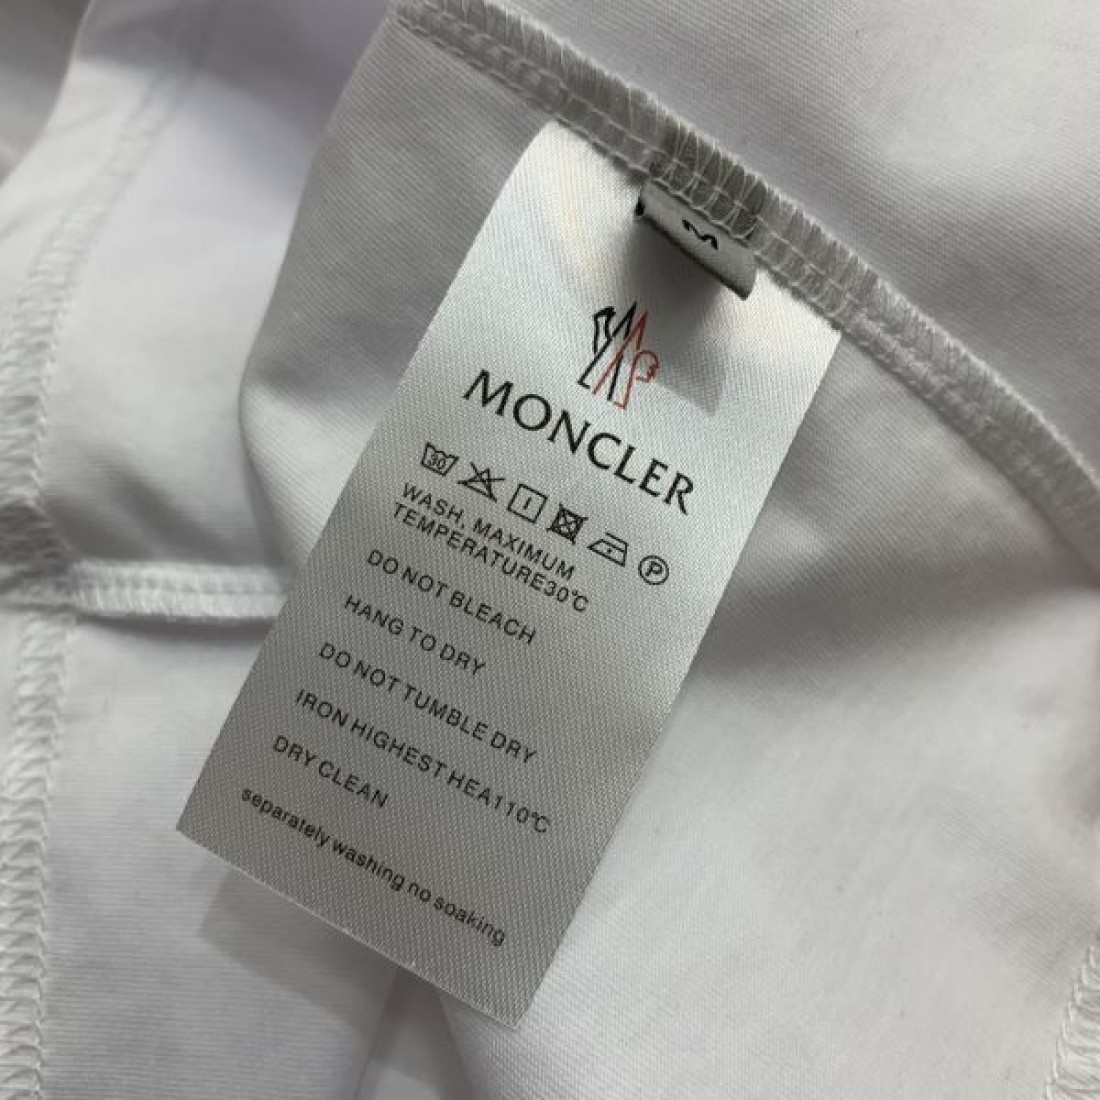 M
MONCLER
30
P
WASH, MAXIMUM
TEMPERATURE30℃
DO NOT BLEACH
HANG TO DRY
DO NOT TUMBLE DRY
IRON HIGHEST HEA110℃
DRY CLEAN
separately washing no soaking